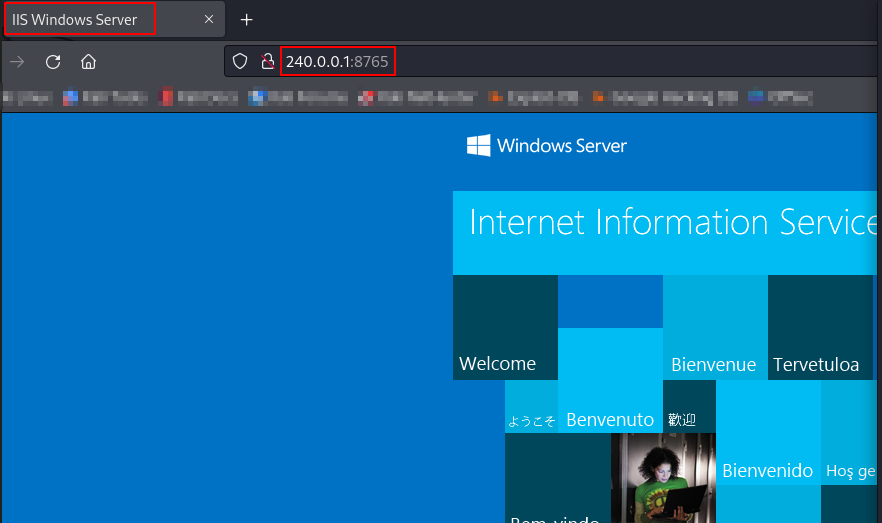 IIS Windows Server
240.0.0.1:8765
Windows Server
Internet Information Service
Welcome
Bienvenue
Tervetuloa
ようこそ
Benvenuto
歡迎
Bienvenido
Hoş ge
Bem-vindo